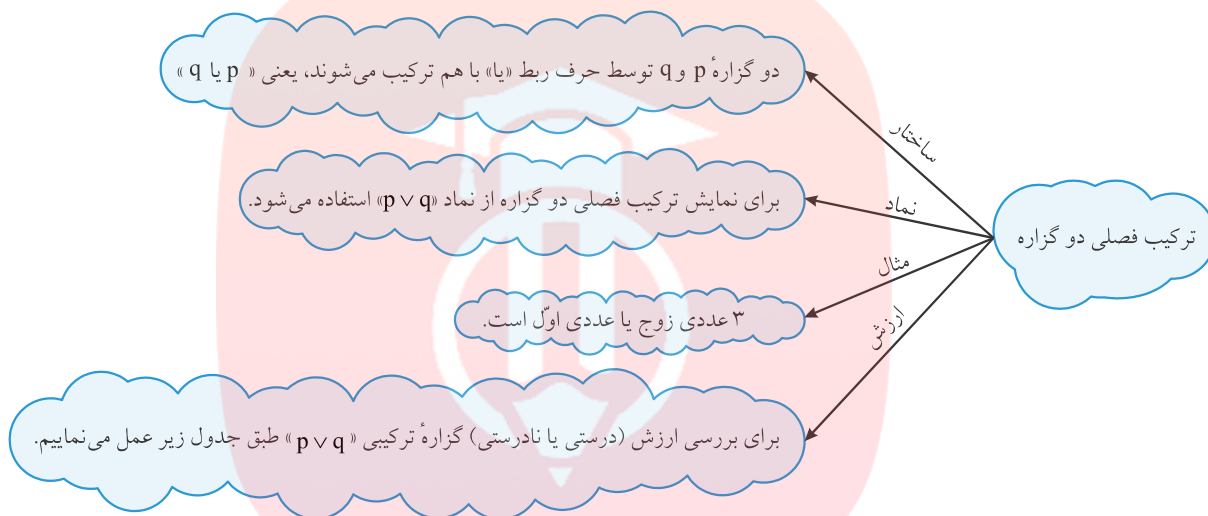 ترکیب فصلی دو گزاره
ساختار
دو گزارهٔ p و q توسط حرف ربط «یا» با هم ترکیب می‌شوند، یعنی « p یا q »
نماد
برای نمایش ترکیب فصلی دو گزاره از نماد «p ∨ q» استفاده می‌شود.
مثال
۳ عددی زوج یا عددی اوّل است.
ارزش
برای بررسی ارزش (درستی یا نادرستی) گزارهٔ ترکیبی « p ∨ q » طبق جدول زیر عمل می‌نماییم.